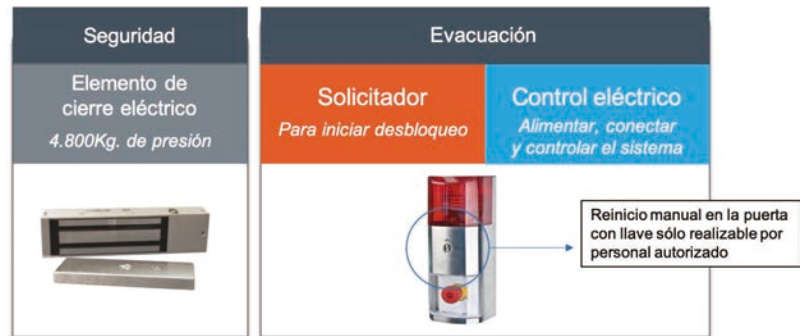 Seguridad
Evacuación
Elemento de
cierre eléctrico
4.800Kg. de presión
Solicitador
Para iniciar desbloqueo
Control eléctrico
Alimentar, conectar
y controlar el sistema
Reinicio manual en la puerta
con llave sólo realizable por
personal autorizado